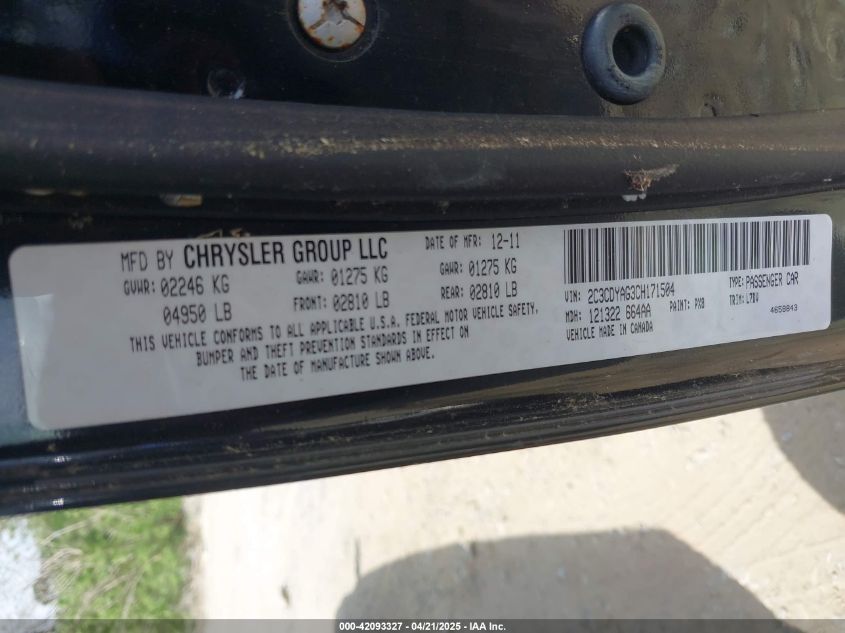 MFD BY CHRYSLER GROUP LLC DATE OF MFR: 12-11
GVWR: 02246 KG GAWR: 01275 KG GAWR: 01275 KG
04950 LB FRONT: 02810 LB REAR: 02810 LB
THIS VEHICLE CONFORMS TO ALL APPLICABLE U.S.A. FEDERAL MOTOR VEHICLE SAFETY,
BUMPER AND THEFT PREVENTION STANDARDS IN EFFECT ON
THE DATE OF MANUFACTURE SHOWN ABOVE.
VIN: 2C3CDYAG3CH171504 TYPE: PASSENGER CAR
MDH: 121322 664AA PAINT: PX8 TRIM: L7DV
VEHICLE MADE IN CANADA 4658843
000-42093327 - 04/21/2025 - IAA Inc.